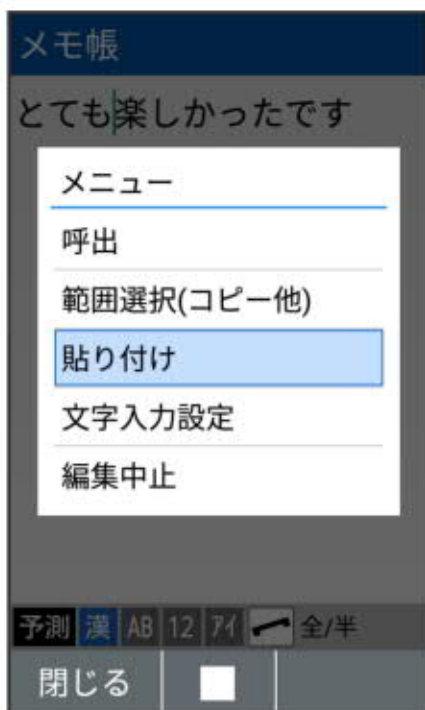 メモ帳
とても楽しかったです
メニュー
呼出
範囲選択(コピー他)
貼り付け
文字入力設定
編集中止
予測 漢 AB 12 ｱｲ 全/半
閉じる